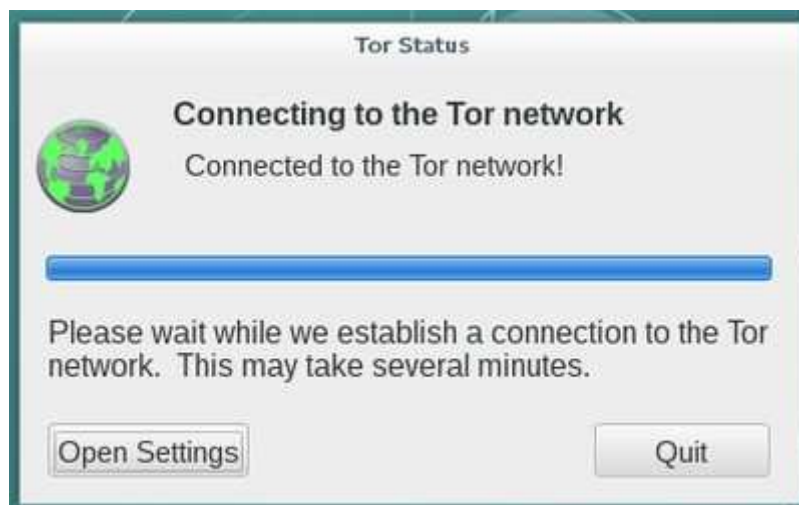 Tor Status
Connecting to the Tor network
Connected to the Tor network!
Please wait while we establish a connection to the Tor
network.  This may take several minutes.
Open Settings
Quit